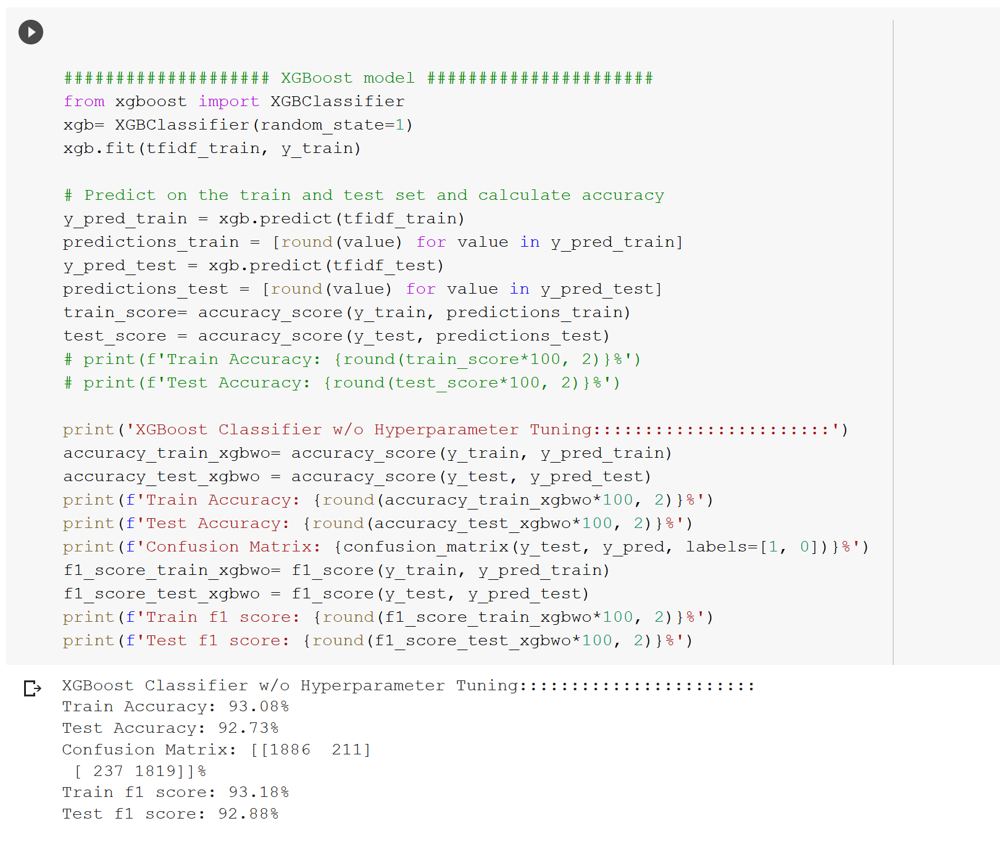 #################### XGBoost model ######################
from xgboost import XGBClassifier
xgb= XGBClassifier(random_state=1)
xgb.fit(tfidf_train, y_train)
# Predict on the train and test set and calculate accuracy
y_pred_train = xgb.predict(tfidf_train)
predictions_train = [round(value) for value in y_pred_train]
y_pred_test = xgb.predict(tfidf_test)
predictions_test = [round(value) for value in y_pred_test]
train_score= accuracy_score(y_train, predictions_train)
test_score = accuracy_score(y_test, predictions_test)
# print(f'Train Accuracy: {round(train_score*100, 2)}%')
# print(f'Test Accuracy: {round(test_score*100, 2)}%')
print('XGBoost Classifier w/o Hyperparameter Tuning:::::::::::::::::::::::')
accuracy_train_xgbwo= accuracy_score(y_train, y_pred_train)
accuracy_test_xgbwo = accuracy_score(y_test, y_pred_test)
print(f'Train Accuracy: {round(accuracy_train_xgbwo*100, 2)}%')
print(f'Test Accuracy: {round(accuracy_test_xgbwo*100, 2)}%')
print(f'Confusion Matrix: {confusion_matrix(y_test, y_pred, labels=[1, 0])}%')
f1_score_train_xgbwo= f1_score(y_train, y_pred_train)
f1_score_test_xgbwo = f1_score(y_test, y_pred_test)
print(f'Train f1 score: {round(f1_score_train_xgbwo*100, 2)}%')
print(f'Test f1 score: {round(f1_score_test_xgbwo*100, 2)}%')
XGBoost Classifier w/o Hyperparameter Tuning:::::::::::::::::::::::
Train Accuracy: 93.08%
Test Accuracy: 92.73%
Confusion Matrix: [[1886  211]
 [ 237 1819]]%
Train f1 score: 93.18%
Test f1 score: 92.88%